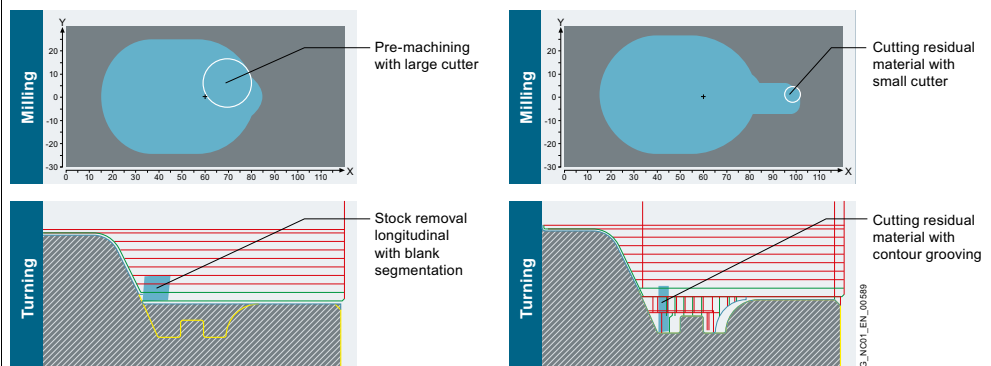 Milling
Y
20
10
0
-10
-20
-30
0 10 20 30 40 50 60 70 80 90 100 110
X
Pre-machining
with large cutter
Milling
Y
20
10
0
-10
-20
-30
0 10 20 30 40 50 60 70 80 90 100 110
X
Cutting residual
material with
small cutter
Turning
Stock removal
longitudinal
with blank
segmentation
Turning
Cutting residual
material with
contour grooving
G_NC01_EN_00589